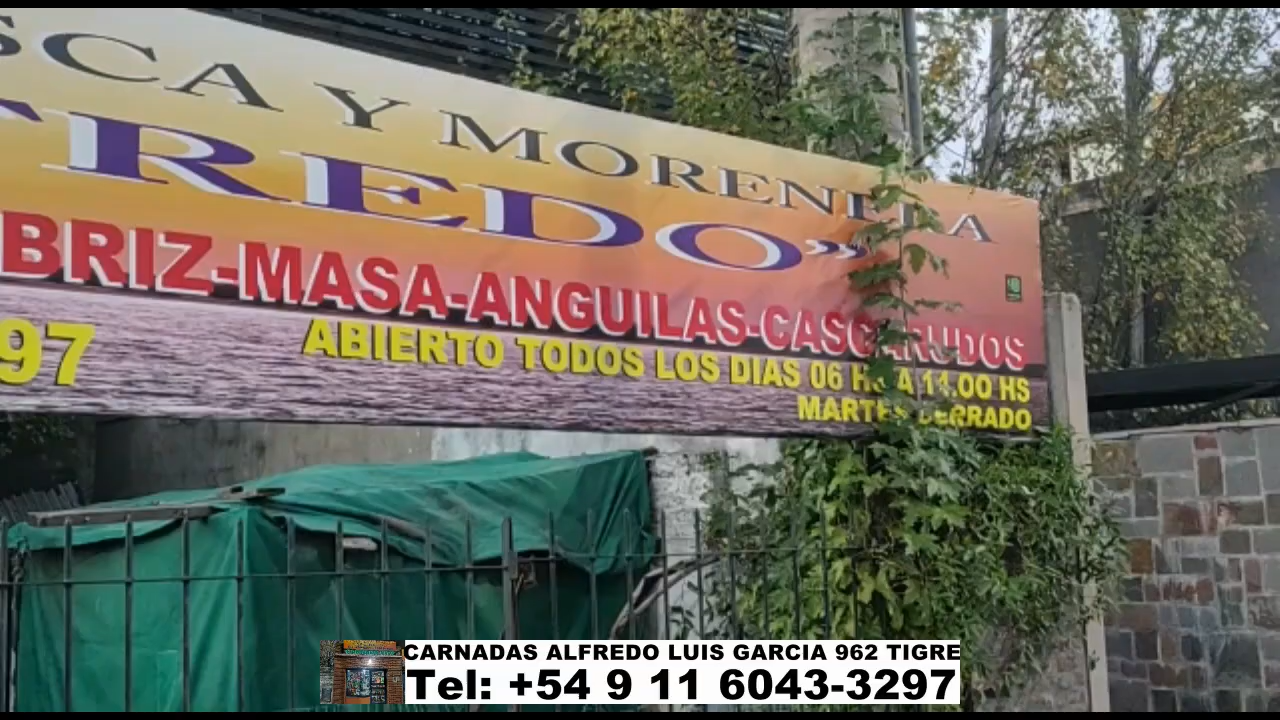 SCA Y MORENITA
FREDO”
BRIZ-MASA-ANGUILAS-CASCARUDOS
97
ABIERTO TODOS LOS DIAS 06 HS A 14.00 HS
MARTES CERRADO
CARNADAS ALFREDO LUIS GARCIA 962 TIGRE
Tel: +54 9 11 6043-3297